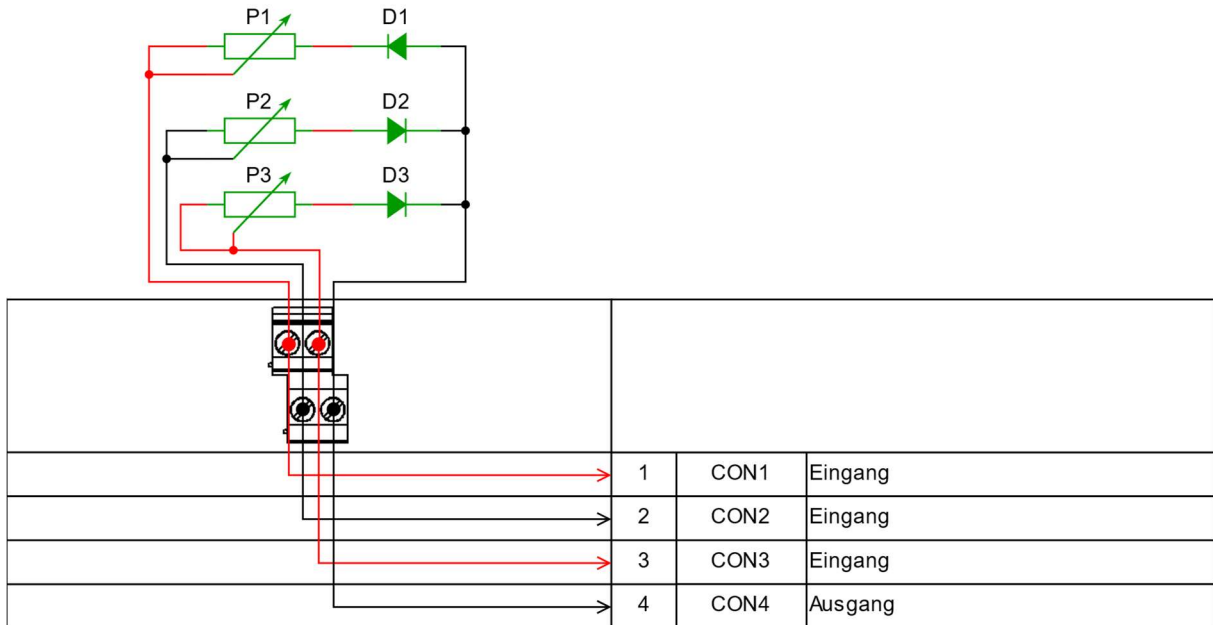 P1 D1
P2 D2
P3 D3
1 CON1 Eingang
2 CON2 Eingang
3 CON3 Eingang
4 CON4 Ausgang